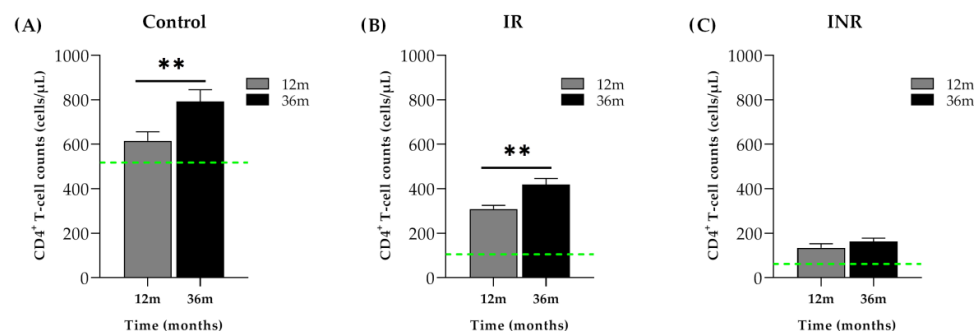 (A)
Control
CD4⁺ T-cell counts (cells/μL)
1000
800
600
400
200
0
**
12m
36m
12m
36m
Time (months)
(B)
IR
CD4⁺ T-cell counts (cells/μL)
1000
800
600
400
200
0
**
12m
36m
12m
36m
Time (months)
(C)
INR
CD4⁺ T-cell counts (cells/μL)
1000
800
600
400
200
0
12m
36m
12m
36m
Time (months)